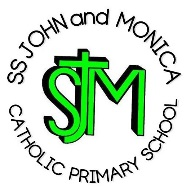 SS JOHN and MONICA
SJM
CATHOLIC PRIMARY SCHOOL